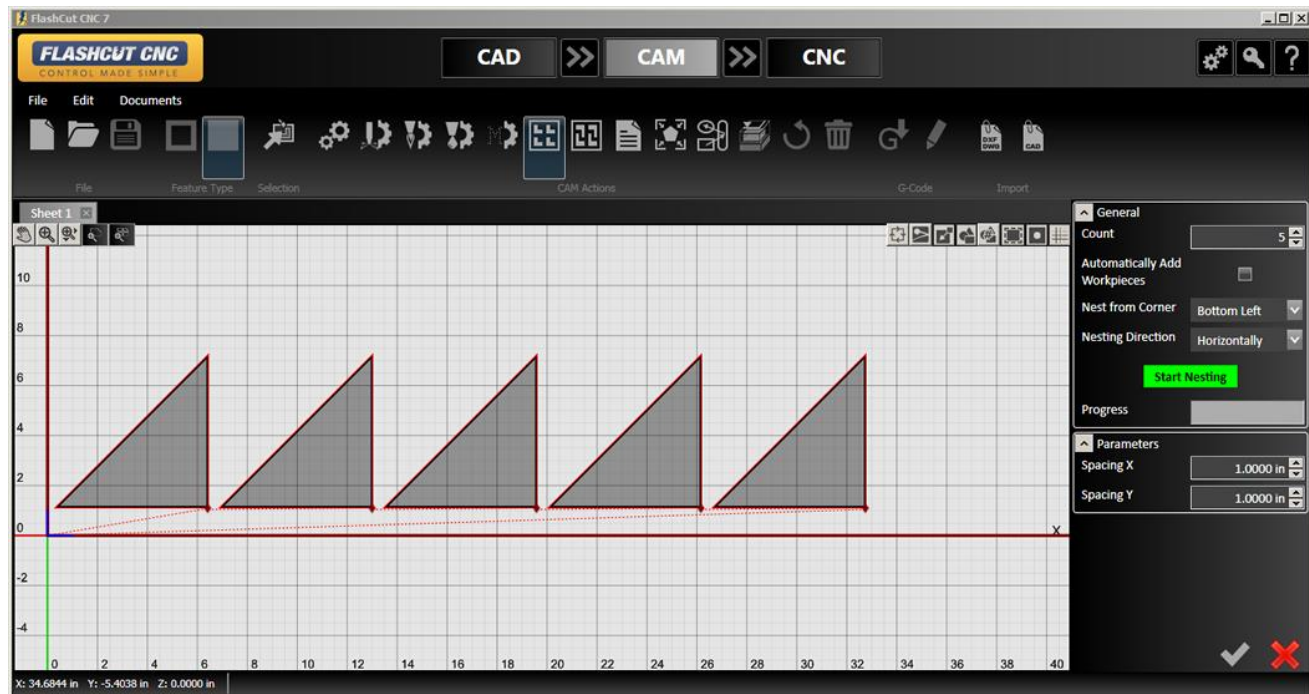 FlashCut CNC 7
FLASHCUT CNC
CONTROL MADE SIMPLE
CAD >> CAM >> CNC
?
File Edit Documents
DXF DWG
CAD
File Feature Type Selection CAM Actions G-Code Import
Sheet 1
General
Count 5
Automatically Add
Workpieces
Nest from Corner Bottom Left
Nesting Direction Horizontally
Start Nesting
Progress
Parameters
Spacing X 1.0000 in
Spacing Y 1.0000 in
10
8
6
4
2
0
X
-2
-4
0 2 4 6 8 10 12 14 16 18 20 22 24 26 28 30 32 34 36 38 40
X: 34.6844 in Y: -5.4038 in Z: 0.0000 in